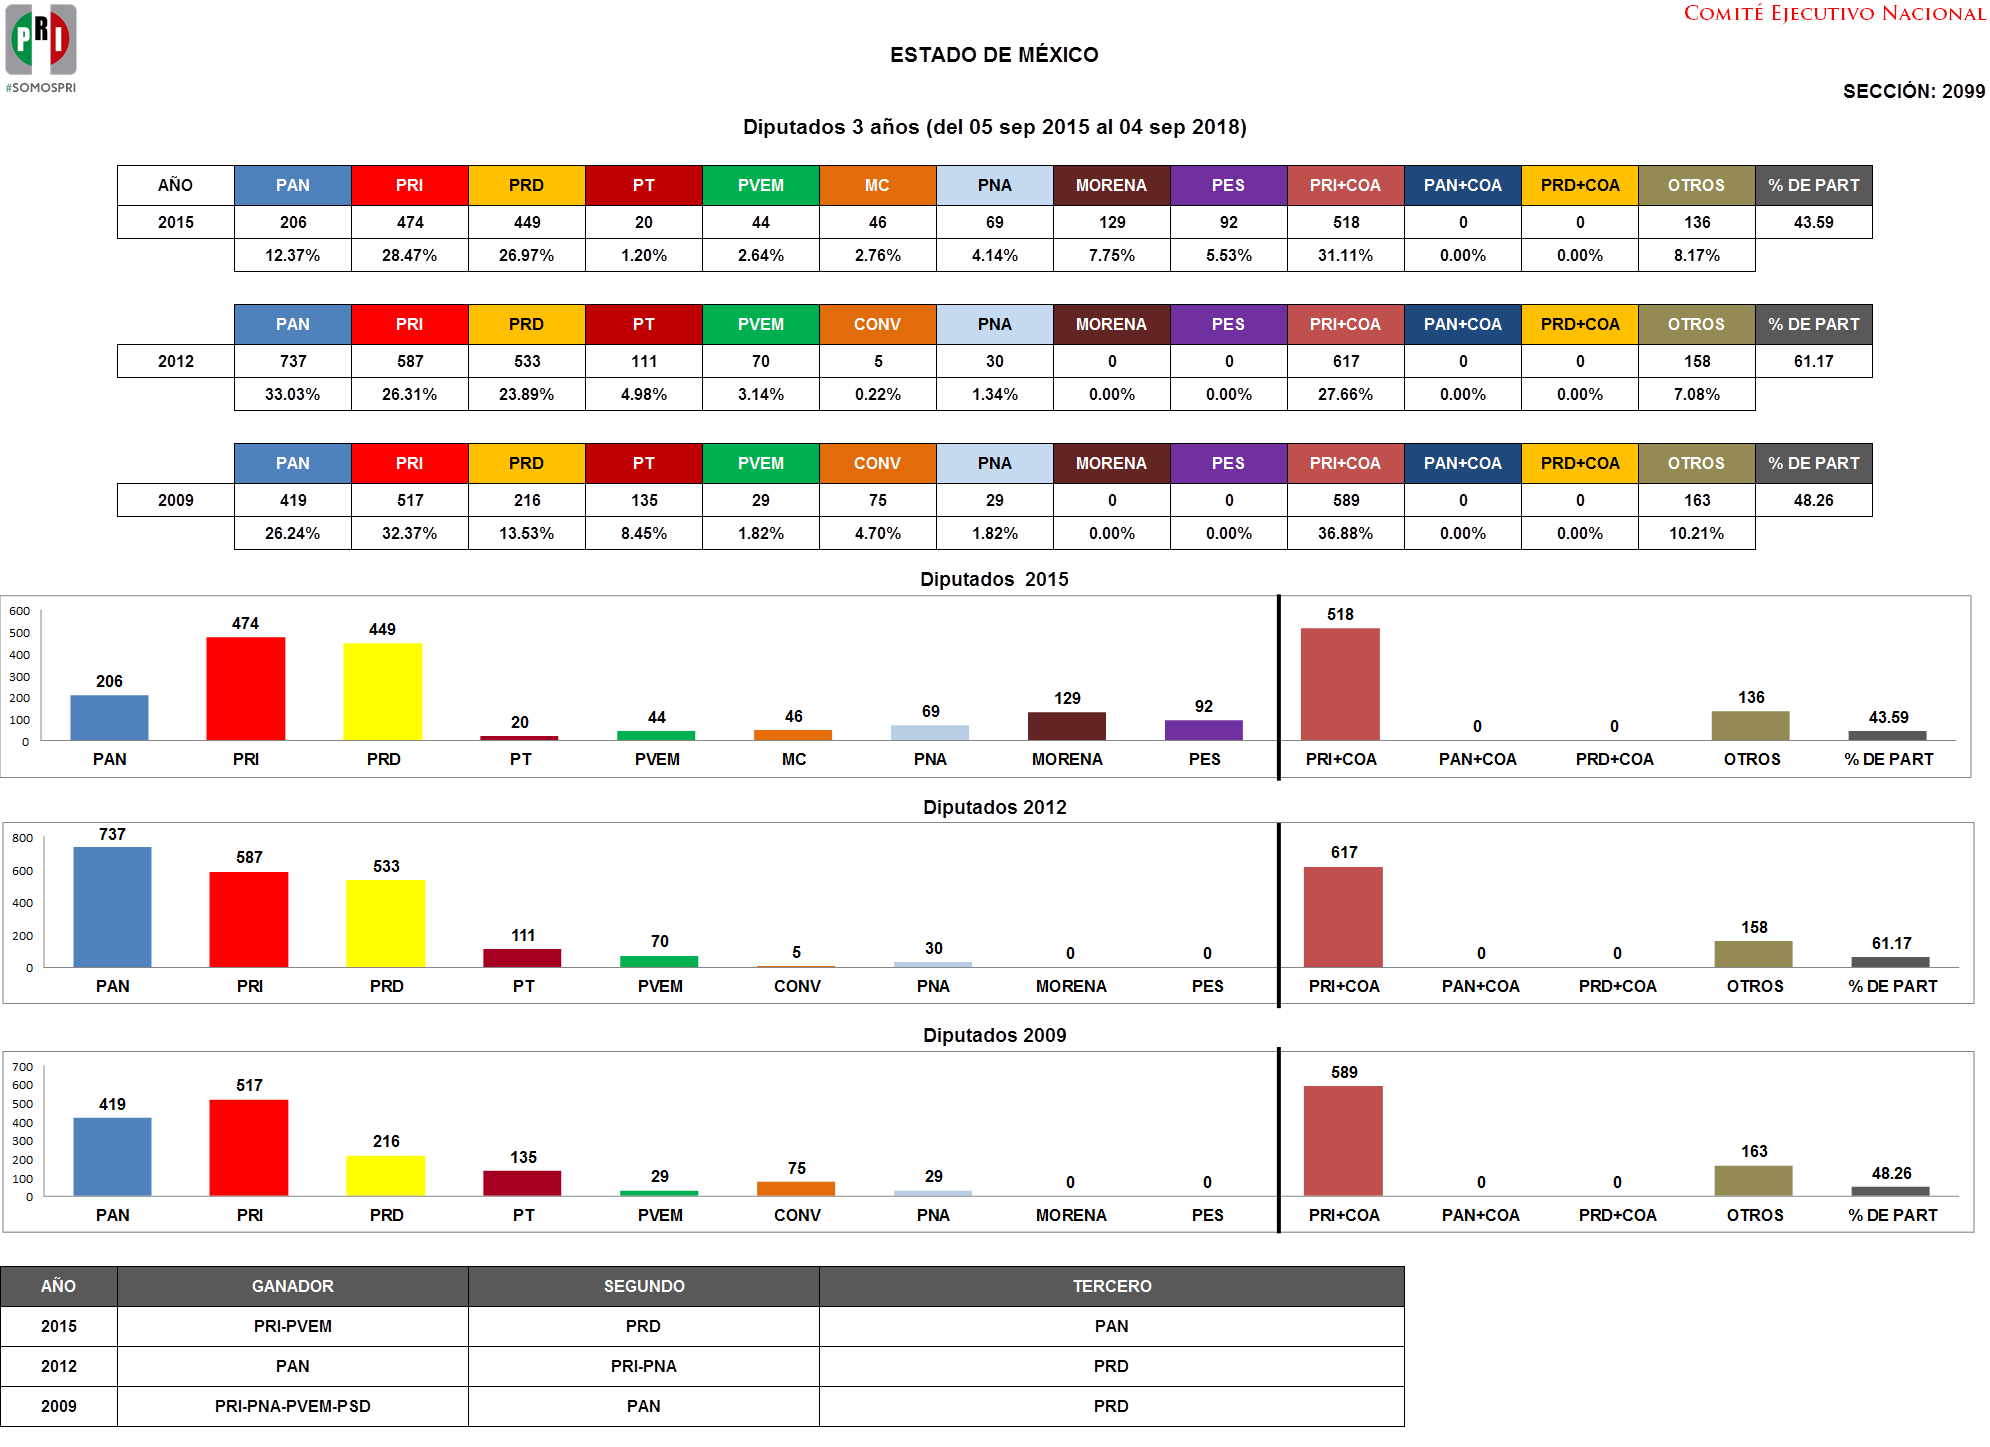 PRI
#SOMOSPRI
COMITÉ EJECUTIVO NACIONAL
ESTADO DE MÉXICO
SECCIÓN: 2099
Diputados 3 años (del 05 sep 2015 al 04 sep 2018)
AÑO PAN PRI PRD PT PVEM MC PNA MORENA PES PRI+COA PAN+COA PRD+COA OTROS % DE PART
2015 206 474 449 20 44 46 69 129 92 518 0 0 136 43.59
12.37% 28.47% 26.97% 1.20% 2.64% 2.76% 4.14% 7.75% 5.53% 31.11% 0.00% 0.00% 8.17%
PAN PRI PRD PT PVEM CONV PNA MORENA PES PRI+COA PAN+COA PRD+COA OTROS % DE PART
2012 737 587 533 111 70 5 30 0 0 617 0 0 158 61.17
33.03% 26.31% 23.89% 4.98% 3.14% 0.22% 1.34% 0.00% 0.00% 27.66% 0.00% 0.00% 7.08%
PAN PRI PRD PT PVEM CONV PNA MORENA PES PRI+COA PAN+COA PRD+COA OTROS % DE PART
2009 419 517 216 135 29 75 29 0 0 589 0 0 163 48.26
26.24% 32.37% 13.53% 8.45% 1.82% 4.70% 1.82% 0.00% 0.00% 36.88% 0.00% 0.00% 10.21%
Diputados 2015
600
500
400
300
200
100
0
206 474 449 20 44 46 69 129 92 518 0 0 136 43.59
PAN PRI PRD PT PVEM MC PNA MORENA PES PRI+COA PAN+COA PRD+COA OTROS % DE PART
Diputados 2012
800
600
400
200
0
737 587 533 111 70 5 30 0 0 617 0 0 158 61.17
PAN PRI PRD PT PVEM CONV PNA MORENA PES PRI+COA PAN+COA PRD+COA OTROS % DE PART
Diputados 2009
700
600
500
400
300
200
100
0
419 517 216 135 29 75 29 0 0 589 0 0 163 48.26
PAN PRI PRD PT PVEM CONV PNA MORENA PES PRI+COA PAN+COA PRD+COA OTROS % DE PART
AÑO GANADOR SEGUNDO TERCERO
2015 PRI-PVEM PRD PAN
2012 PAN PRI-PNA PRD
2009 PRI-PNA-PVEM-PSD PAN PRD